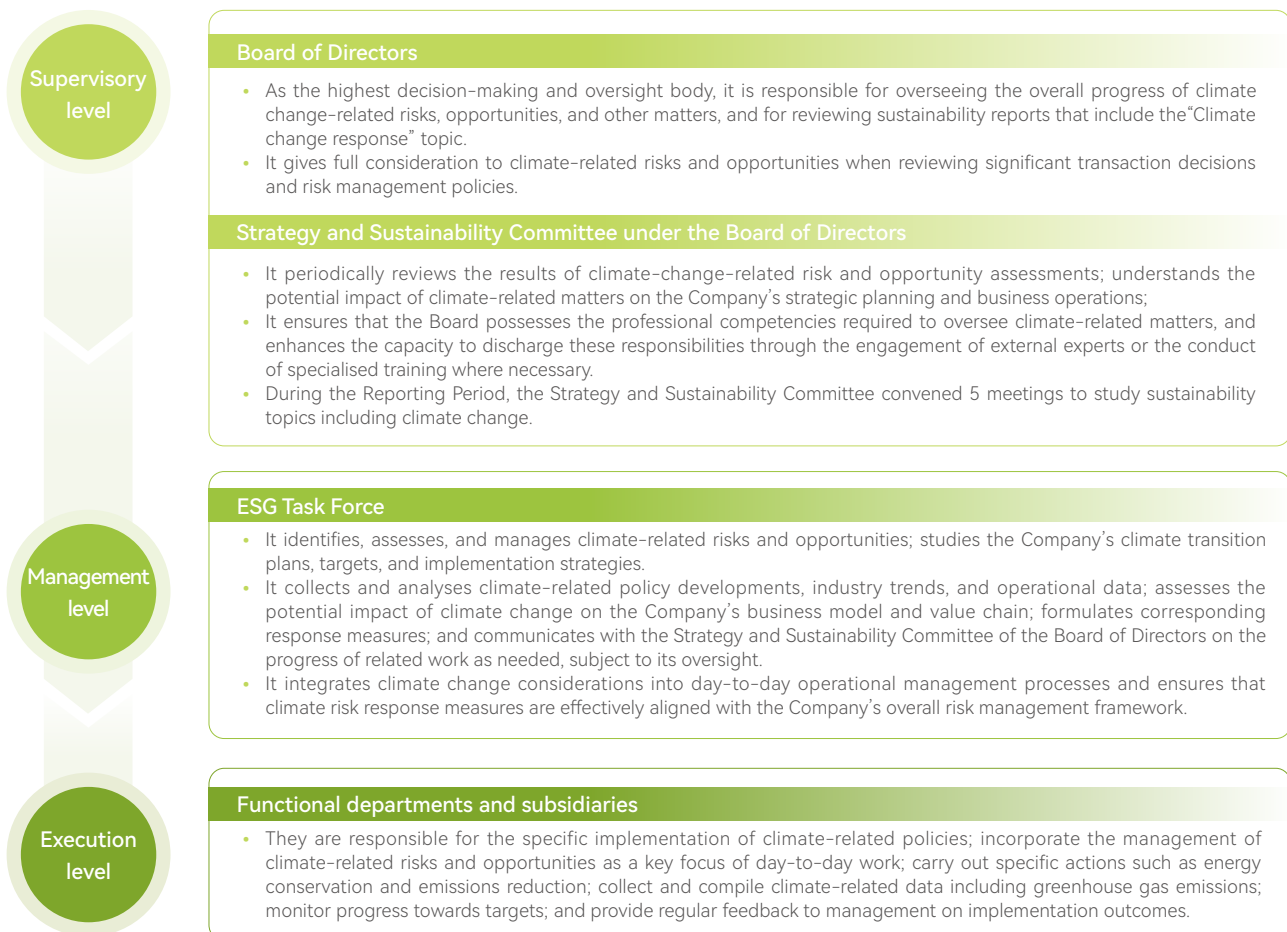 Supervisory
level
Board of Directors
• As the highest decision-making and oversight body, it is responsible for overseeing the overall progress of climate
change-related risks, opportunities, and other matters, and for reviewing sustainability reports that include the“Climate
change response” topic.
• It gives full consideration to climate-related risks and opportunities when reviewing significant transaction decisions
and risk management policies.
Strategy and Sustainability Committee under the Board of Directors
• It periodically reviews the results of climate-change-related risk and opportunity assessments; understands the
potential impact of climate-related matters on the Company’s strategic planning and business operations;
• It ensures that the Board possesses the professional competencies required to oversee climate-related matters, and
enhances the capacity to discharge these responsibilities through the engagement of external experts or the conduct
of specialised training where necessary.
• During the Reporting Period, the Strategy and Sustainability Committee convened 5 meetings to study sustainability
topics including climate change.
Management
level
ESG Task Force
• It identifies, assesses, and manages climate-related risks and opportunities; studies the Company’s climate transition
plans, targets, and implementation strategies.
• It collects and analyses climate-related policy developments, industry trends, and operational data; assesses the
potential impact of climate change on the Company’s business model and value chain; formulates corresponding
response measures; and communicates with the Strategy and Sustainability Committee of the Board of Directors on the
progress of related work as needed, subject to its oversight.
• It integrates climate change considerations into day-to-day operational management processes and ensures that
climate risk response measures are effectively aligned with the Company’s overall risk management framework.
Execution
level
Functional departments and subsidiaries
• They are responsible for the specific implementation of climate-related policies; incorporate the management of
climate-related risks and opportunities as a key focus of day-to-day work; carry out specific actions such as energy
conservation and emissions reduction; collect and compile climate-related data including greenhouse gas emissions;
monitor progress towards targets; and provide regular feedback to management on implementation outcomes.